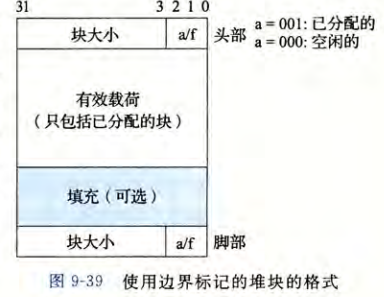 31 3 2 1 0
块大小 a/f 头部 a = 001: 已分配的
a = 000: 空闲的
有效载荷
（只包括已分配的块）
填充（可选）
块大小 a/f 脚部
图 9-39 使用边界标记的堆块的格式